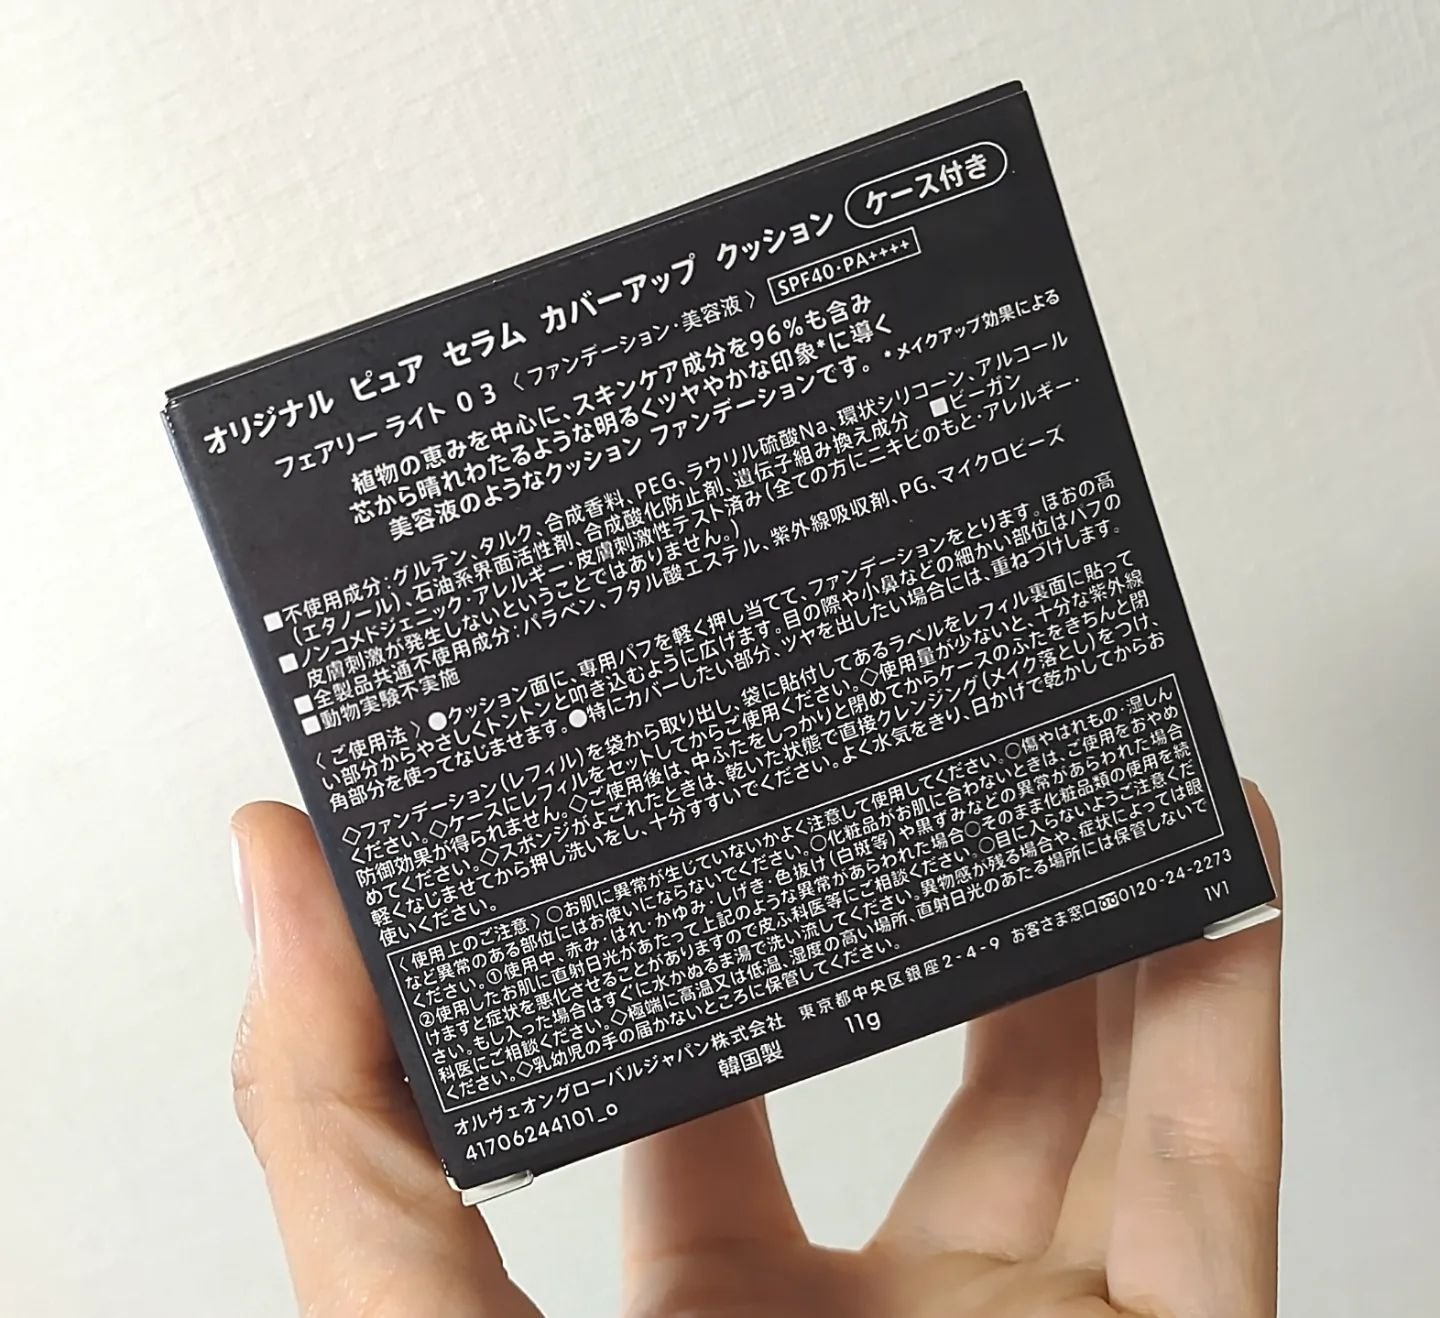 オリジナル ピュア セラム カバーアップ クッション ケース付き
フェアリー ライト 03 〈ファンデーション・美容液〉 SPF40・PA++++
植物の恵みを中心に、スキンケア成分を96%も含み
芯から晴れわたるような明るくツヤやかな印象*に導く
美容液のようなクッション ファンデーションです。 *メイクアップ効果による
■不使用成分:グルテン、タルク、合成香料、PEG、ラウリル硫酸Na、環状シリコーン、アルコール
(エタノール)、石油系界面活性剤、合成酸化防止剤、遺伝子組み換え成分 ■ビーガン
■ノンコメドジェニック・アレルギー・皮膚刺激性テスト済み(全ての方にニキビのもと・アレルギー・
皮膚刺激が発生しないということではありません。)
■全製品共通不使用成分:パラベン、フタル酸エステル、紫外線吸収剤、PG、マイクロビーズ
■動物実験不実施
〈ご使用法〉●クッション面に、専用パフを軽く押し当てて、ファンデーションをとります。ほおの高
い部分からやさしくトントンと叩き込むように広げます。目の際や小鼻などの細かい部位はパフの
角部分を使ってなじませます。●特にカバーしたい部分、ツヤを出したい場合には、重ねづけします。
◇ファンデーション(レフィル)を袋から取り出し、袋に貼付してあるラベルをレフィル裏面に貼って
ください。◇ケースにレフィルをセットしてからご使用ください。◇使用量が少ないと、十分な紫外線
防御効果が得られません。◇ご使用後は、中ふたをしっかりと閉めてからケースのふたをきちんと閉
めてください。◇スポンジがよごれたときは、乾いた状態で直接クレンジング(メイク落とし)をつけ、
軽くなじませてから押し洗いをし、十分すすいでください。よく水気をきり、日かげで乾かしてからお
使いください。
〈使用上のご注意〉○お肌に異常が生じていないかよく注意して使用してください。○傷やはれもの・湿しん
など異常のある部位にはお使いにならないでください。○化粧品がお肌に合わないときは、ご使用をおやめ
ください。①使用中、赤み・はれ・かゆみ・しげき・色抜け(白斑等)や黒ずみなどの異常があらわれた場合
②使用したお肌に直射日光があたって上記のような異常があらわれた場合○そのまま化粧品類の使用を続
けますと症状を悪化させることがありますので皮ふ科医等にご相談ください。○目に入らないようご注意くだ
さい。もし入った場合はすぐに水かぬるま湯で洗い流してください。異物感が残る場合や、症状によっては眼
科医にご相談ください。◇極端に高温又は低温、湿度の高い場所、直射日光のあたる場所には保管しないで
ください。◇乳幼児の手の届かないところに保管してください。
オルヴェオングローバルジャパン株式会社 東京都中央区銀座2-4-9 お客さま窓口 0120-24-2273
41706244101_o 韓国製 11g 1V1